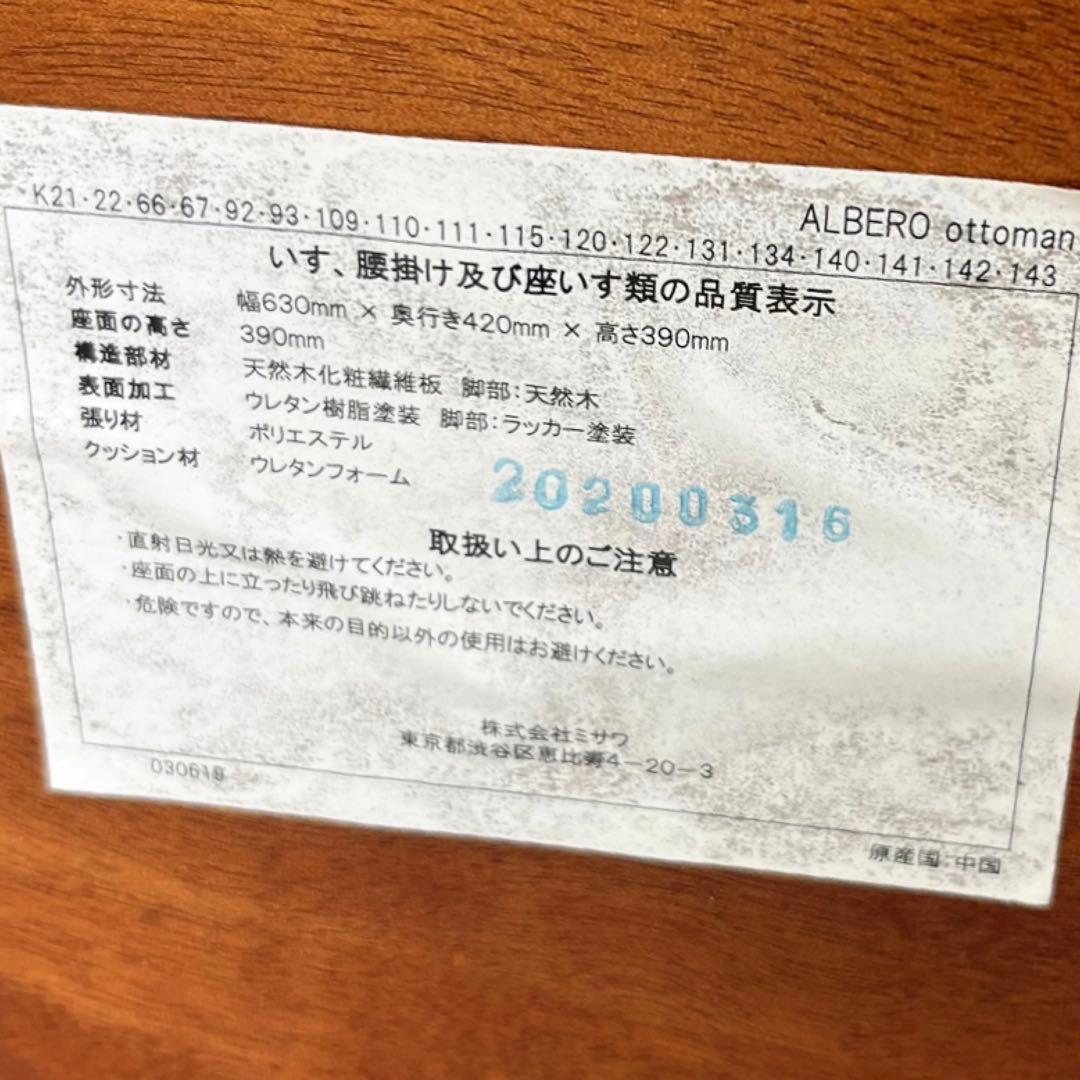 ALBERO ottoman
K21・22・66・67・92・93・109・110・111・115・120・122・131・134・140・141・142・143
いす、腰掛け及び座いす類の品質表示
外形寸法 幅630mm × 奥行き420mm × 高さ390mm
座面の高さ 390mm
構造部材 天然木化粧繊維板 脚部：天然木
表面加工 ウレタン樹脂塗装 脚部：ラッカー塗装
張り材 ポリエステル
クッション材 ウレタンフォーム
20200316
取扱い上のご注意
・直射日光又は熱を避けてください。
・座面の上に立ったり飛び跳ねたりしないでください。
・危険ですので、本来の目的以外の使用はお避けください。
株式会社ミサワ
東京都渋谷区恵比寿4－20－3
030618
原産国：中国